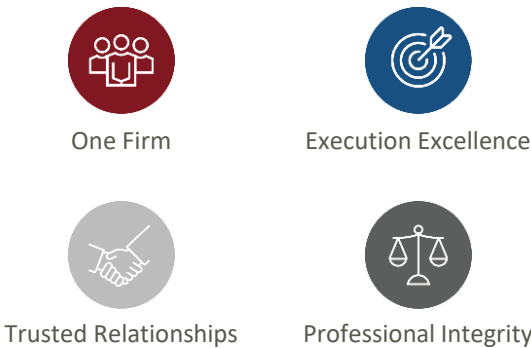 One Firm
Execution Excellence
Trusted Relationships
Professional Integrity